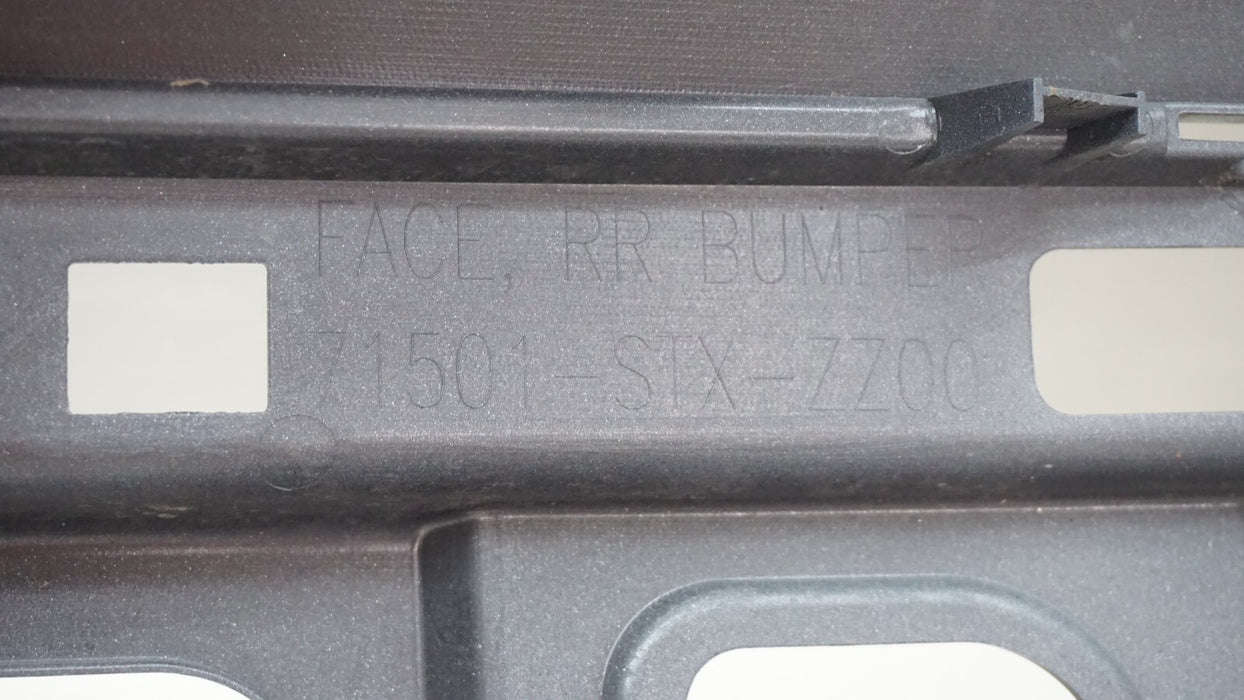 FACE, RR BUMPER
71501-STX-ZZ00